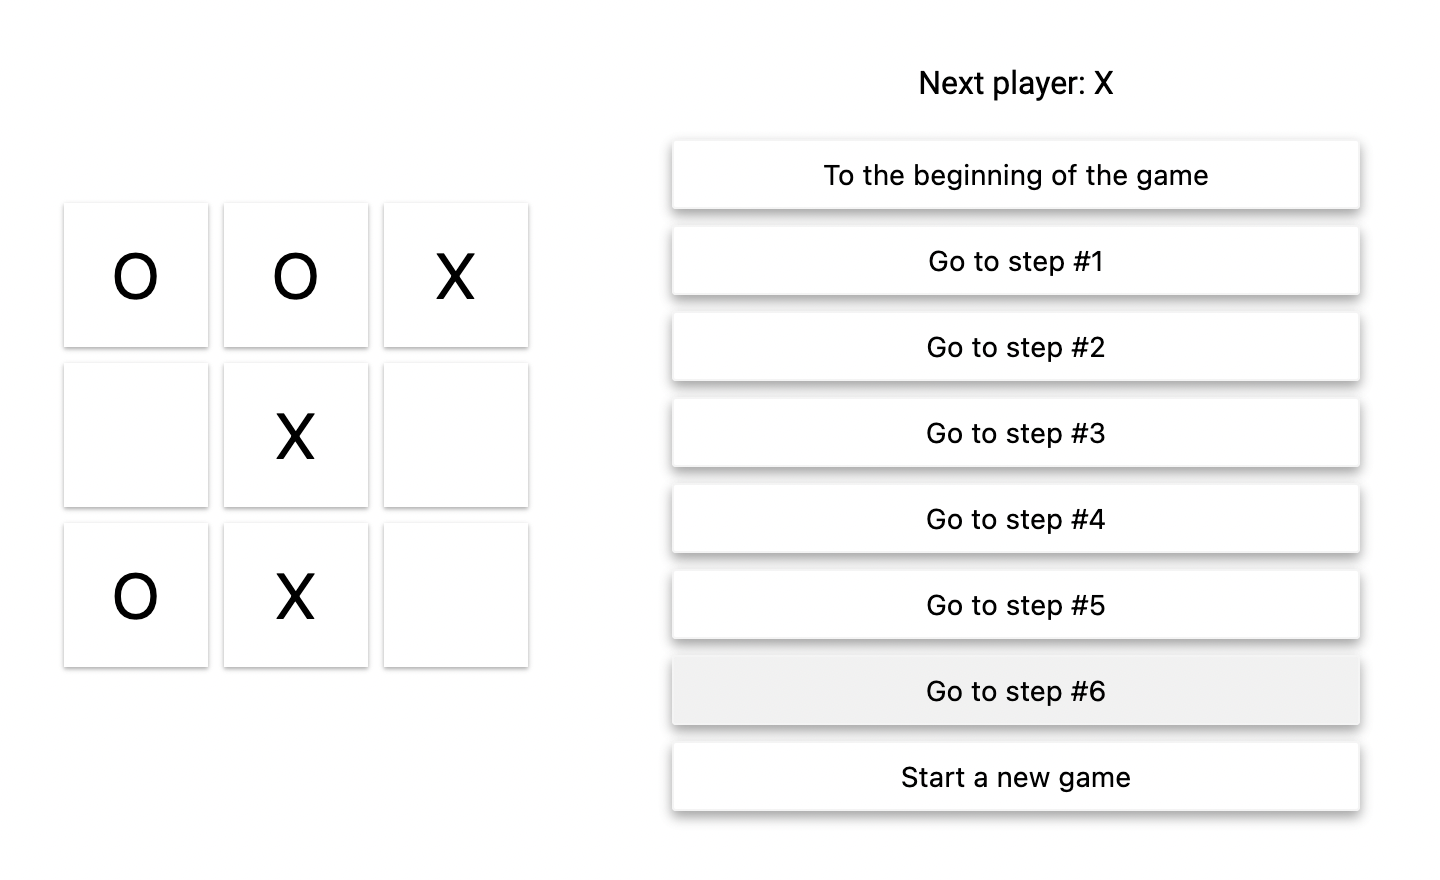 Next player: X
To the beginning of the game
Go to step #1
Go to step #2
Go to step #3
Go to step #4
Go to step #5
Go to step #6
Start a new game
O O X
X
O X